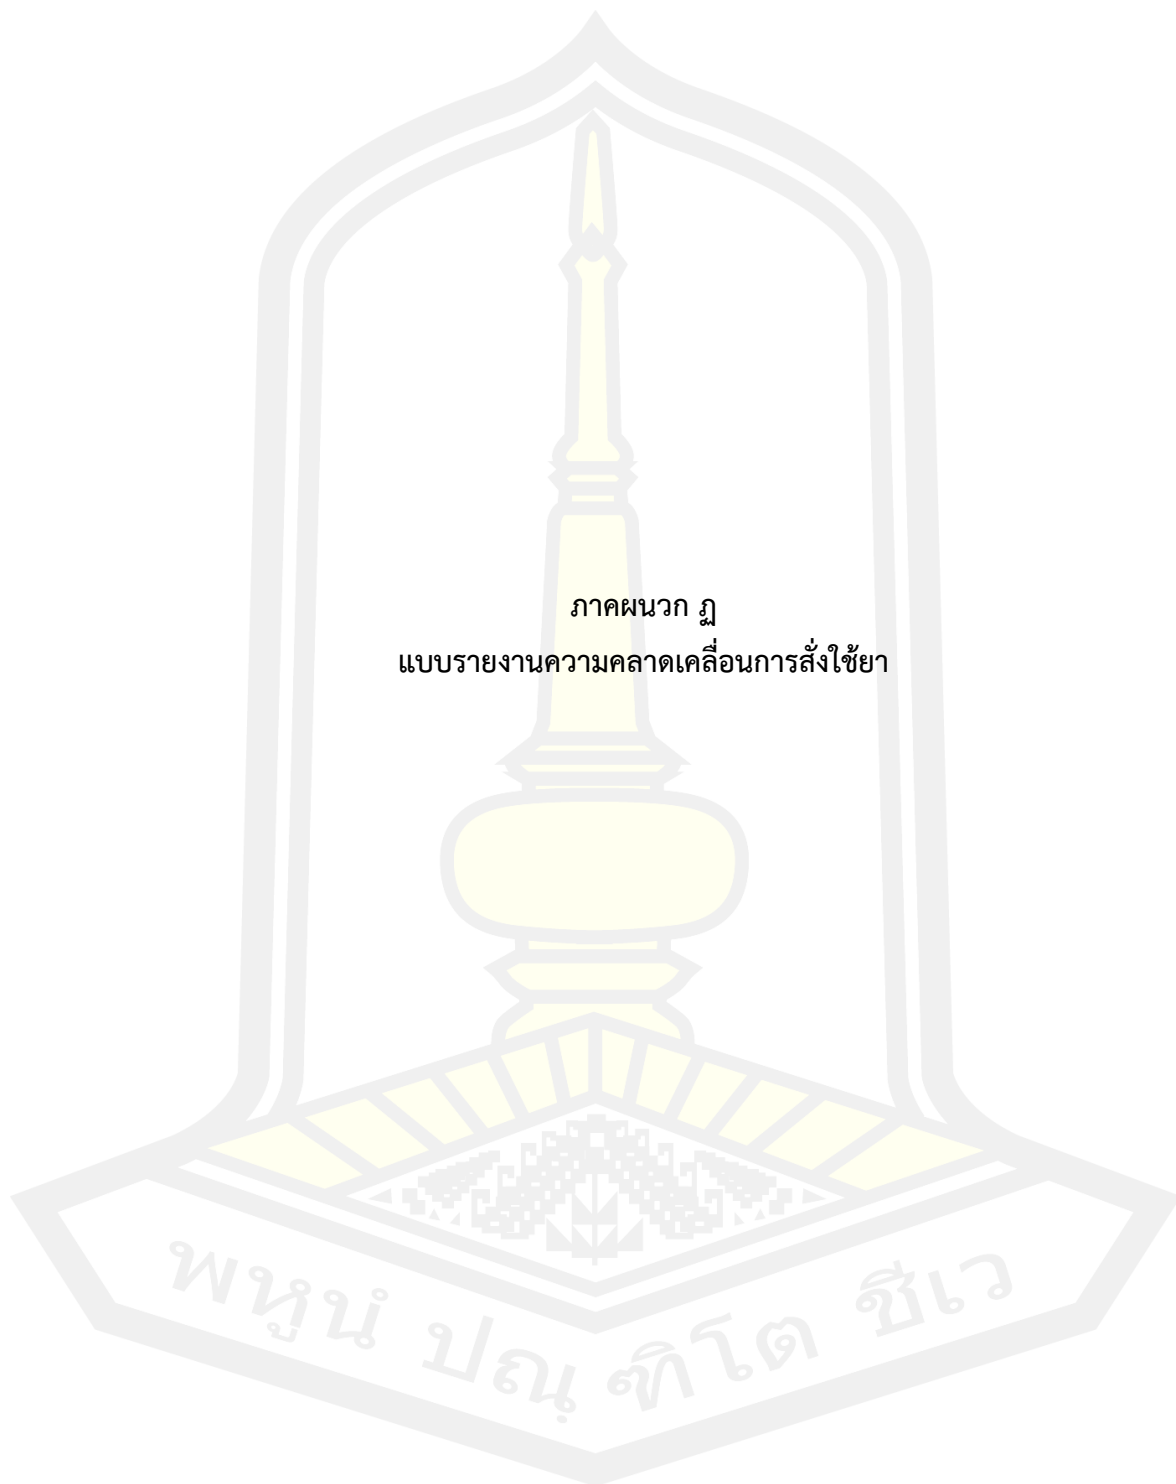 ภาคผนวก ฏ
แบบรายงานความคลาดเคลื่อนการสั่งใช้ยา
พหูนํ ปณฺฑิโต ชีเว